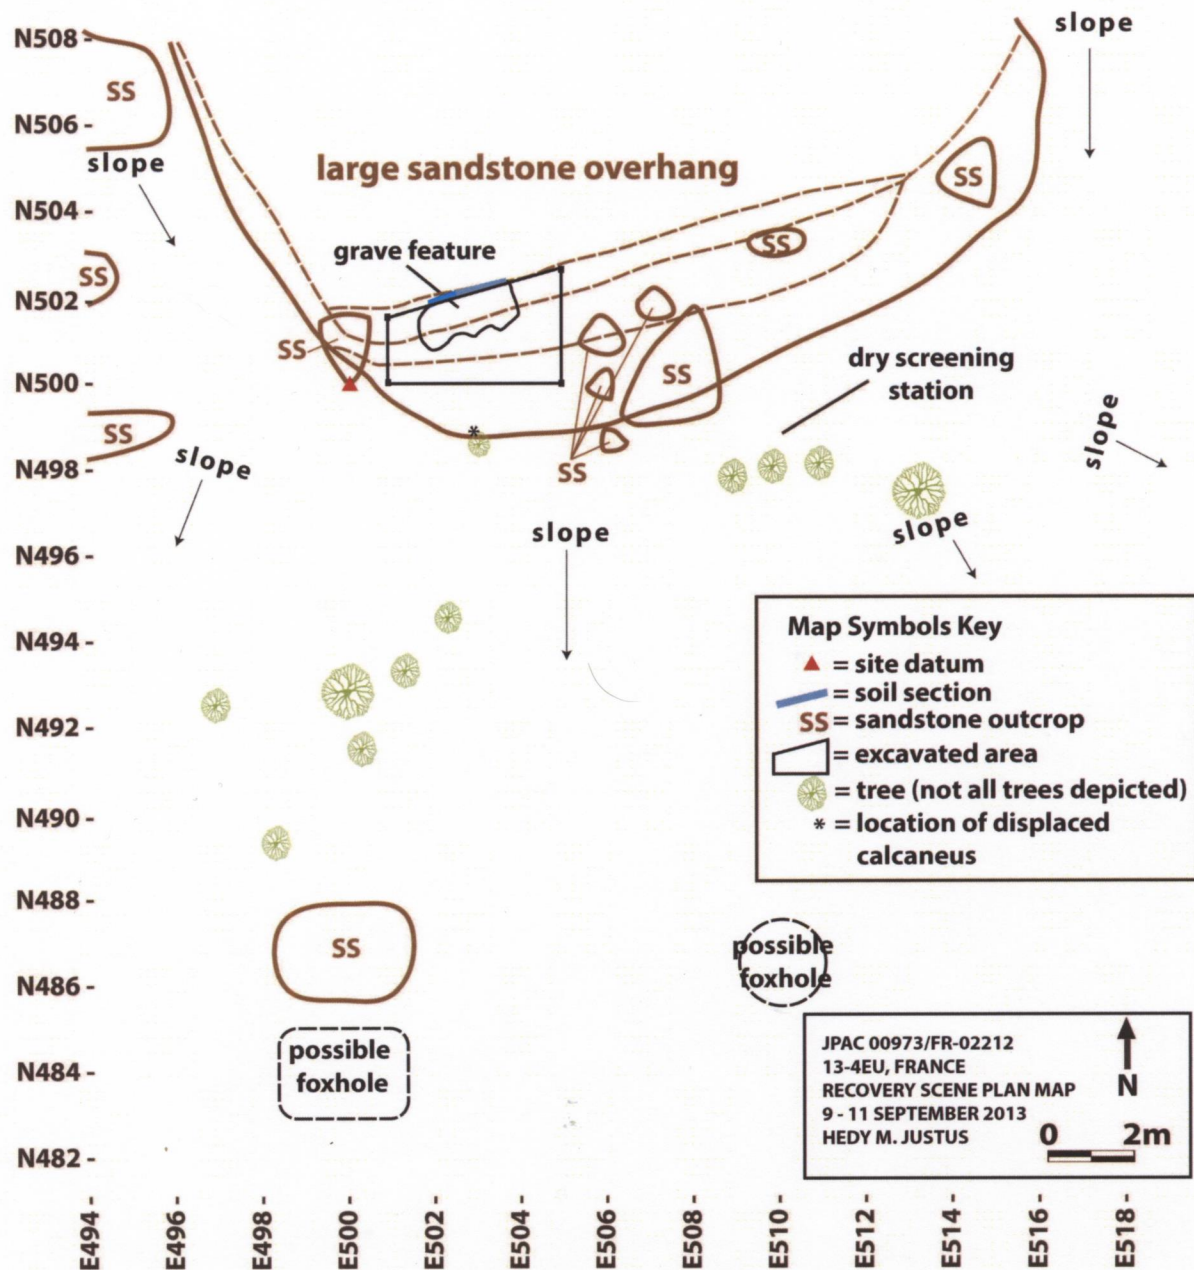 slope
N508 -
SS
N506 -
slope
large sandstone overhang
SS
N504 -
grave feature
SS
SS
N502 -
SS
dry screening
station
SS
N500 -
SS
*
slope
slope
N498 -
SS
slope
slope
N496 -
N494 -
N492 -
N490 -
N488 -
SS
N486 -
possible
foxhole
possible
foxhole
N484 -
N482 -
Map Symbols Key
= site datum
= soil section
SS = sandstone outcrop
= excavated area
= tree (not all trees depicted)
* = location of displaced
calcaneus
JPAC 00973/FR-02212
13-4EU, FRANCE
RECOVERY SCENE PLAN MAP
9 - 11 SEPTEMBER 2013
HEDY M. JUSTUS
N
0 2m
E494 -
E496 -
E498 -
E500 -
E502 -
E504 -
E506 -
E508 -
E510 -
E512 -
E514 -
E516 -
E518 -